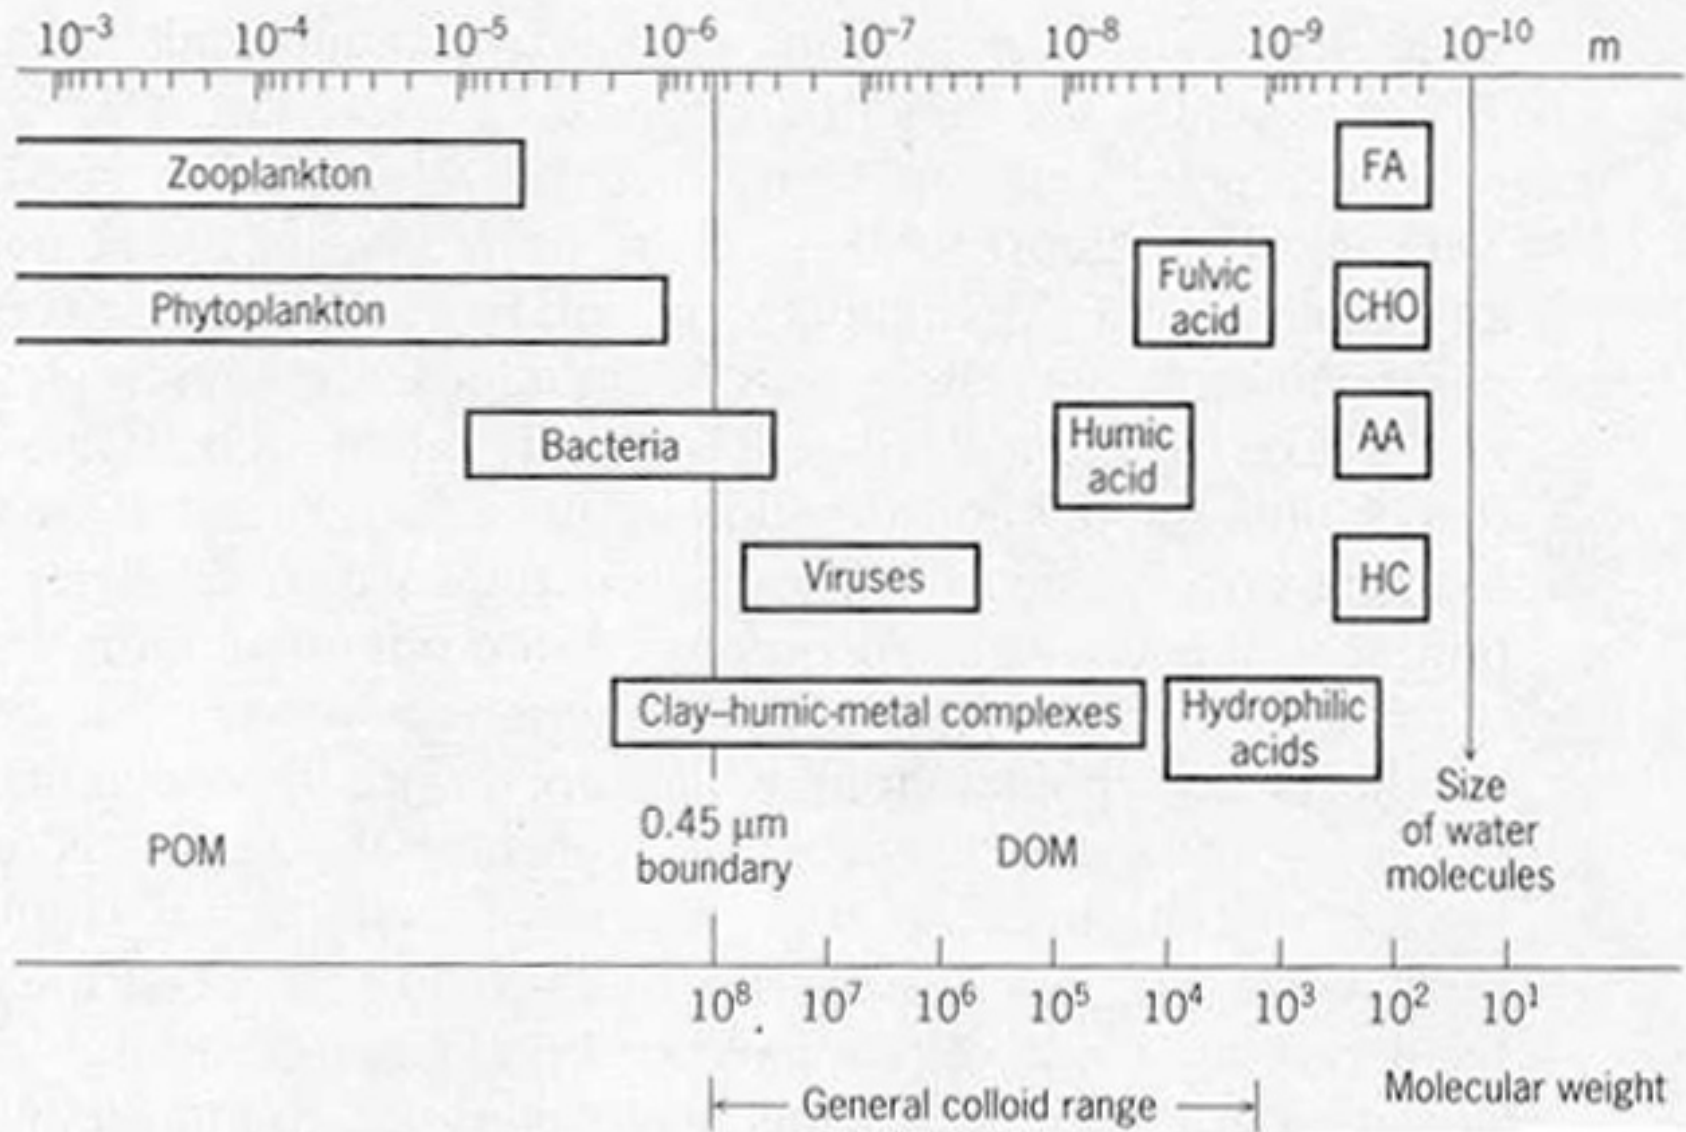 10⁻³ 10⁻⁴ 10⁻⁵ 10⁻⁶ 10⁻⁷ 10⁻⁸ 10⁻⁹ 10⁻¹⁰ m
Zooplankton
FA
Phytoplankton
Fulvic
acid
CHO
Bacteria
Humic
acid
AA
Viruses
HC
Clay–humic-metal complexes
Hydrophilic
acids
POM
0.45 μm
boundary
DOM
Size
of water
molecules
10⁸ 10⁷ 10⁶ 10⁵ 10⁴ 10³ 10² 10¹
General colloid range
Molecular weight